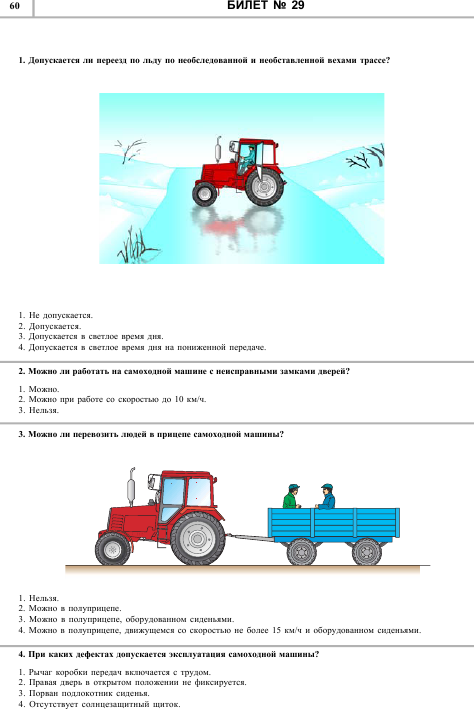 60
БИЛЕТ № 29
1. Допускается ли переезд по льду по необследованной и необставленной вехами трассе?
1. Не допускается.
2. Допускается.
3. Допускается в светлое время дня.
4. Допускается в светлое время дня на пониженной передаче.
2. Можно ли работать на самоходной машине с неисправными замками дверей?
1. Можно.
2. Можно при работе со скоростью до 10 км/ч.
3. Нельзя.
3. Можно ли перевозить людей в прицепе самоходной машины?
1. Нельзя.
2. Можно в полуприцепе.
3. Можно в полуприцепе, оборудованном сиденьями.
4. Можно в полуприцепе, движущемся со скоростью не более 15 км/ч и оборудованном сиденьями.
4. При каких дефектах допускается эксплуатация самоходной машины?
1. Рычаг коробки передач включается с трудом.
2. Правая дверь в открытом положении не фиксируется.
3. Порван подлокотник сиденья.
4. Отсутствует солнцезащитный щиток.